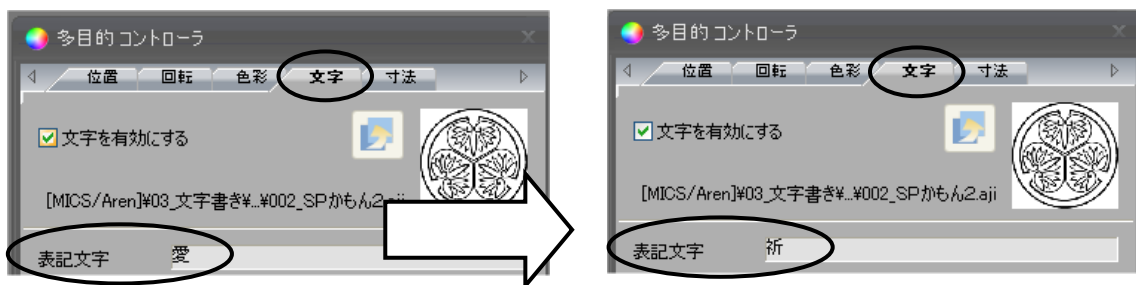 多目的 コントローラ
位置 回転 色彩 文字 寸法
文字を有効にする
[MICS/Aren]¥03_文字書き¥...¥002_SPかもん2.aji
表記文字 愛
多目的 コントローラ
位置 回転 色彩 文字 寸法
文字を有効にする
[MICS/Aren]¥03_文字書き¥...¥002_SPかもん2.aji
表記文字 祈